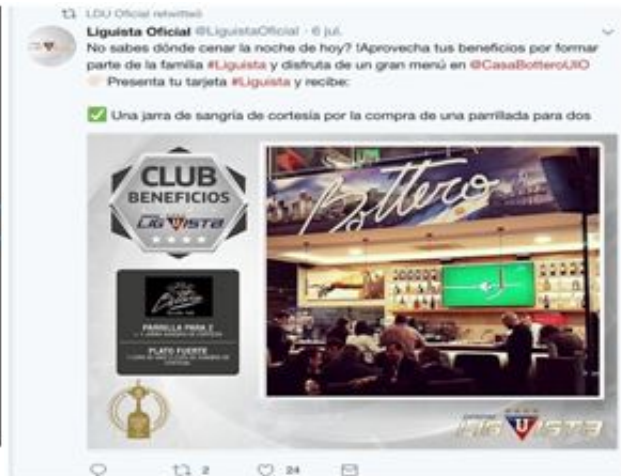 LDU Oficial retwitteó
Liguista Oficial @LiguistaOficial · 6 jul.
No sabes dónde cenar la noche de hoy? !Aprovecha tus beneficios por formar
parte de la familia #Liguista y disfruta de un gran menú en @CasaBotteroUIO
Presenta tu tarjeta #Liguista y recibe:
Una jarra de sangría de cortesía por la compra de una parrillada para dos
CLUB
BENEFICIOS
LIGUISTA
Bottero
Bottero
PARRILLA PARA 2
PLATO FUERTE
LIGUISTA
2
24